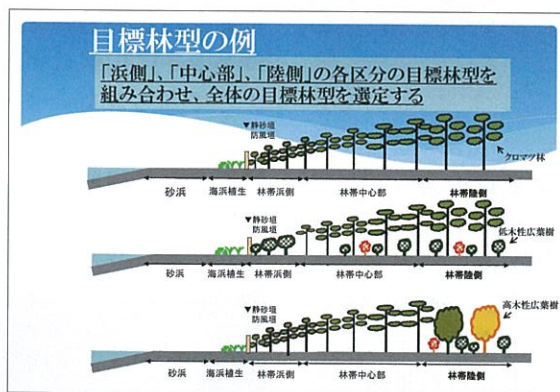 目標林型の例
「浜側」、「中心部」、「陸側」の各区分の目標林型を
組み合わせ、全体の目標林型を選定する
▼静砂垣
防風垣
クロマツ林
砂浜
海浜植生
林帯浜側
林帯中心部
林帯陸側
▼静砂垣
防風垣
低木性広葉樹
砂浜
海浜植生
林帯浜側
林帯中心部
林帯陸側
▼静砂垣
防風垣
高木性広葉樹
砂浜
海浜植生
林帯浜側
林帯中心部
林帯陸側